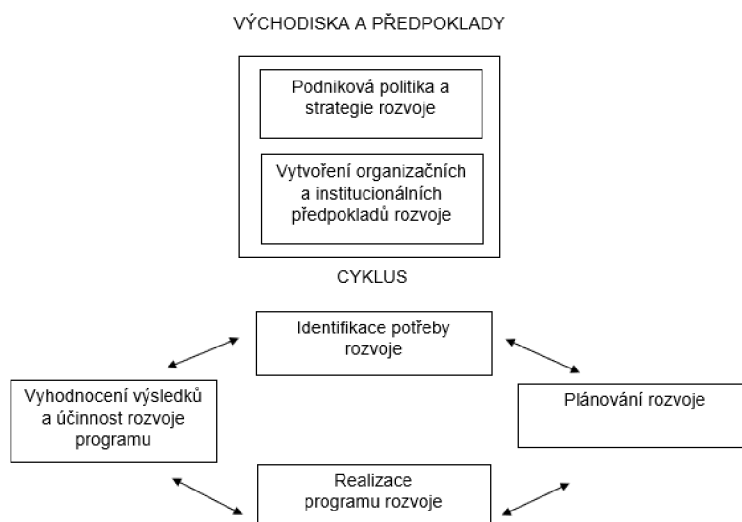 VÝCHODISKA A PŘEDPOKLADY
Podniková politika a
strategie rozvoje
Vytvoření organizačních
a institucionálních
předpokladů rozvoje
CYKLUS
Identifikace potřeby
rozvoje
Vyhodnocení výsledků
a účinnost rozvoje
programu
Plánování rozvoje
Realizace
programu rozvoje